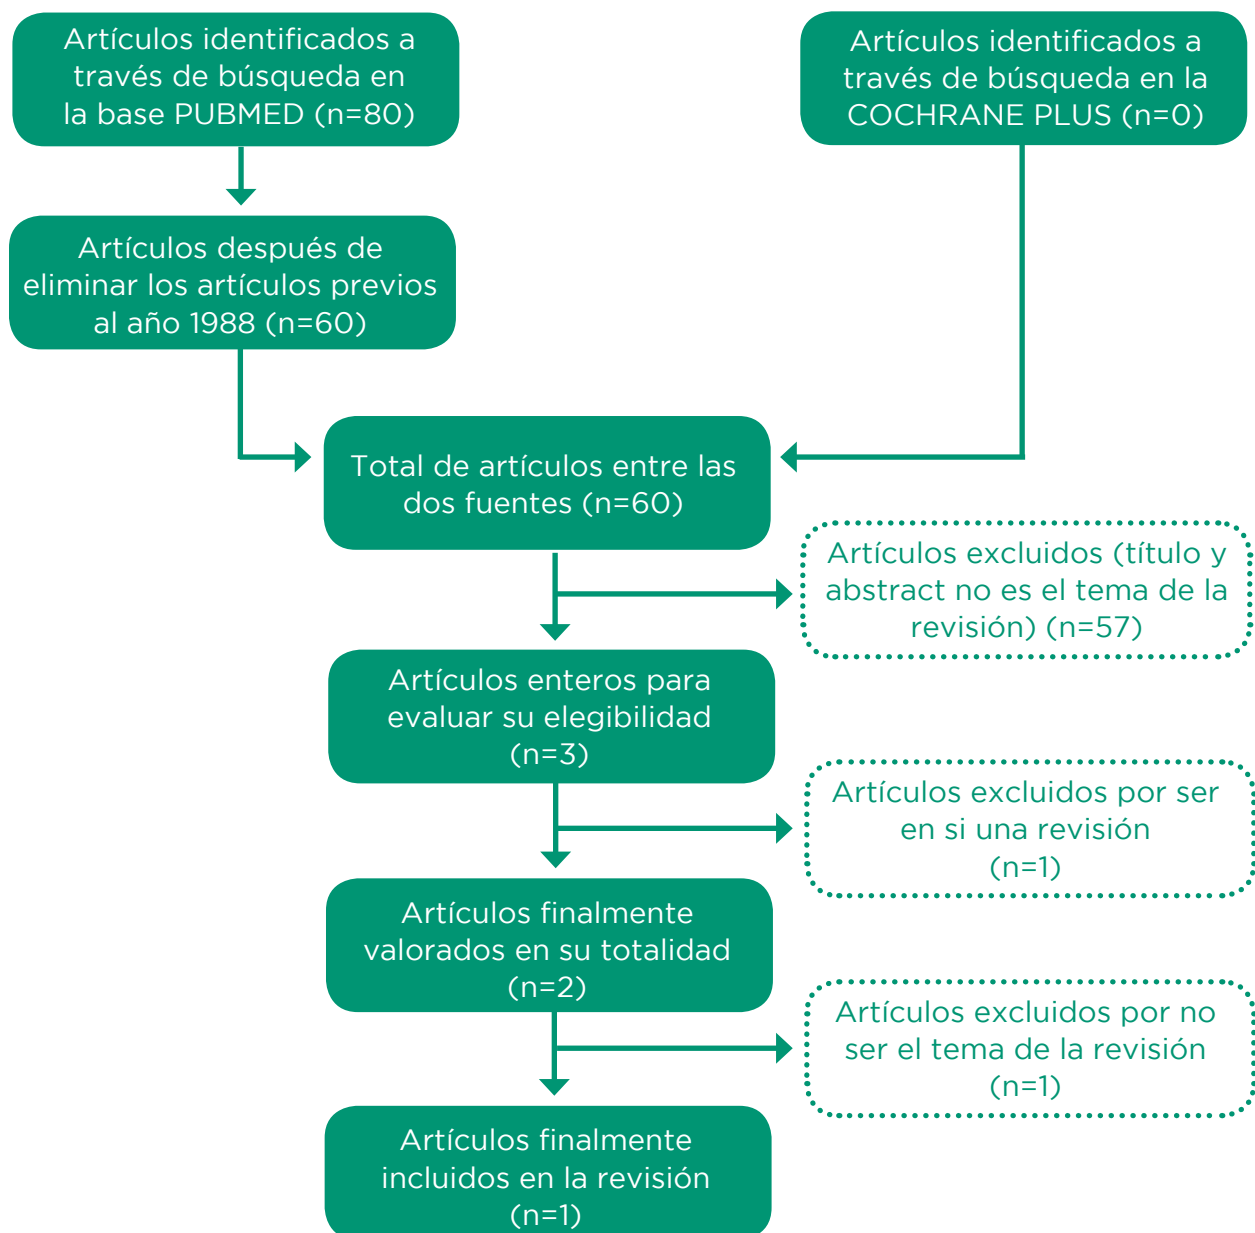 Artículos identificados a
través de búsqueda en
la base PUBMED (n=80)
Artículos identificados a
través de búsqueda en la
COCHRANE PLUS (n=0)
Artículos después de
eliminar los artículos previos
al año 1988 (n=60)
Total de artículos entre las
dos fuentes (n=60)
Artículos excluidos (título y
abstract no es el tema de la
revisión) (n=57)
Artículos enteros para
evaluar su elegibilidad
(n=3)
Artículos excluidos por ser
en si una revisión
(n=1)
Artículos finalmente
valorados en su totalidad
(n=2)
Artículos excluidos por no
ser el tema de la revisión
(n=1)
Artículos finalmente
incluidos en la revisión
(n=1)